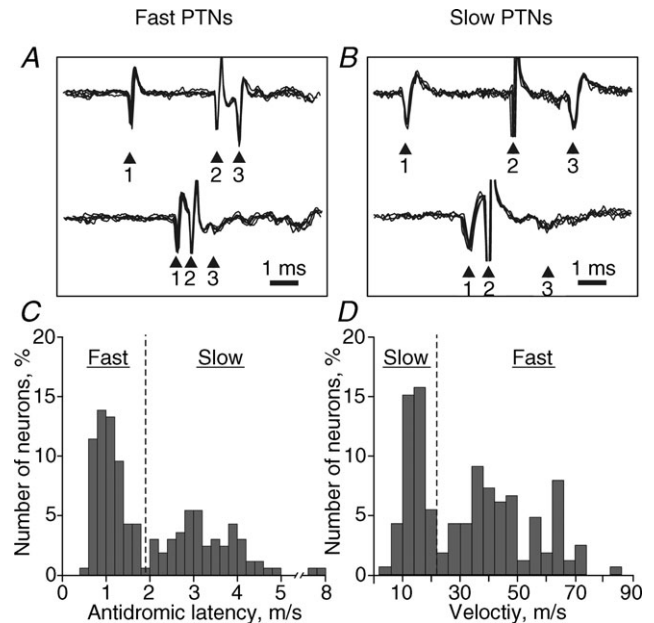 Fast PTNs
Slow PTNs
A
B
1
2
3
1
2
3
1 2
3
1 ms
1
2
3
1 ms
C
D
20
15
10
5
0
Number of neurons, %
Fast
Slow
0
1
2
3
4
5
6
8
Antidromic latency, m/s
20
15
10
5
0
Number of neurons, %
Slow
Fast
10
30
50
70
90
Veloctiy, m/s